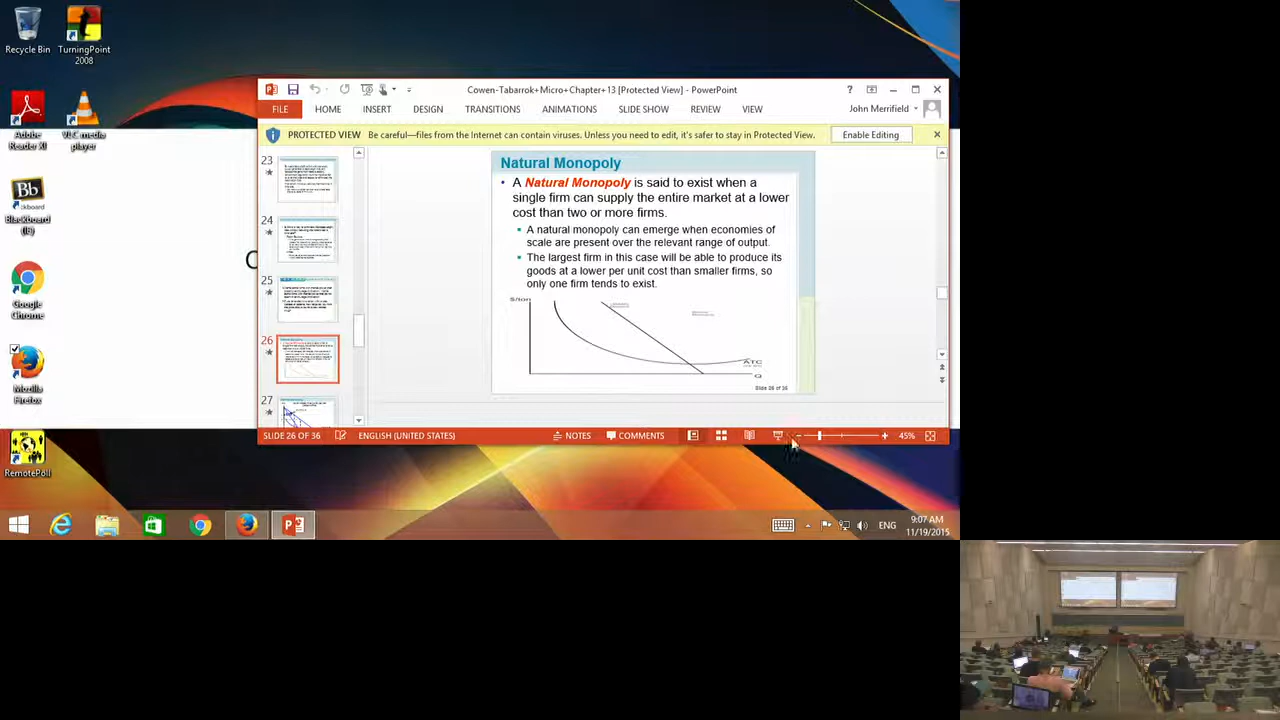 Recycle Bin
TurningPoint
2008
Adobe
Reader XI
VLC media
player
Blackboard
Google
Chrome
Mozilla
Firefox
RemotePoll
Cowen-Tabarrok+Micro+Chapter+13 [Protected View] - PowerPoint
FILE HOME INSERT DESIGN TRANSITIONS ANIMATIONS SLIDE SHOW REVIEW VIEW John Merrifield
PROTECTED VIEW Be careful—files from the Internet can contain viruses. Unless you need to edit, it's safer to stay in Protected View. Enable Editing
23
24
25
26
27
Natural Monopoly
• A Natural Monopoly is said to exist when a
single firm can supply the entire market at a lower
cost than two or more firms.
A natural monopoly can emerge when economies of
scale are present over the relevant range of output.
The largest firm in this case will be able to produce its
goods at a lower per unit cost than smaller firms, so
only one firm tends to exist.
ATC
Q
Slide 26 of 36
SLIDE 26 OF 36 ENGLISH (UNITED STATES) NOTES COMMENTS 45%
ENG
9:07 AM
11/19/2015